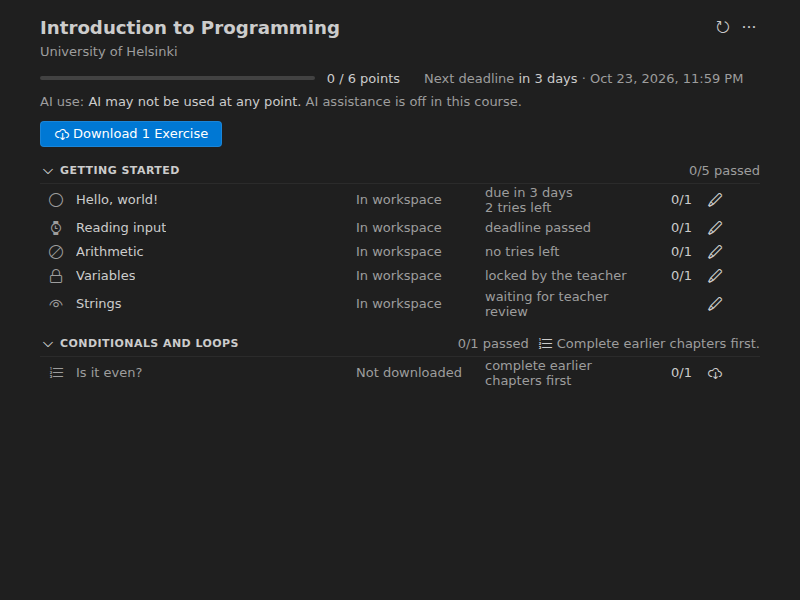 Introduction to Programming
University of Helsinki
0 / 6 points Next deadline in 3 days · Oct 23, 2026, 11:59 PM
AI use: AI may not be used at any point. AI assistance is off in this course.
Download 1 Exercise
GETTING STARTED 0/5 passed
Hello, world! In workspace due in 3 days 0/1
2 tries left
Reading input In workspace deadline passed 0/1
Arithmetic In workspace no tries left 0/1
Variables In workspace locked by the teacher 0/1
Strings In workspace waiting for teacher
review
CONDITIONALS AND LOOPS 0/1 passed Complete earlier chapters first.
Is it even? Not downloaded complete earlier 0/1
chapters first